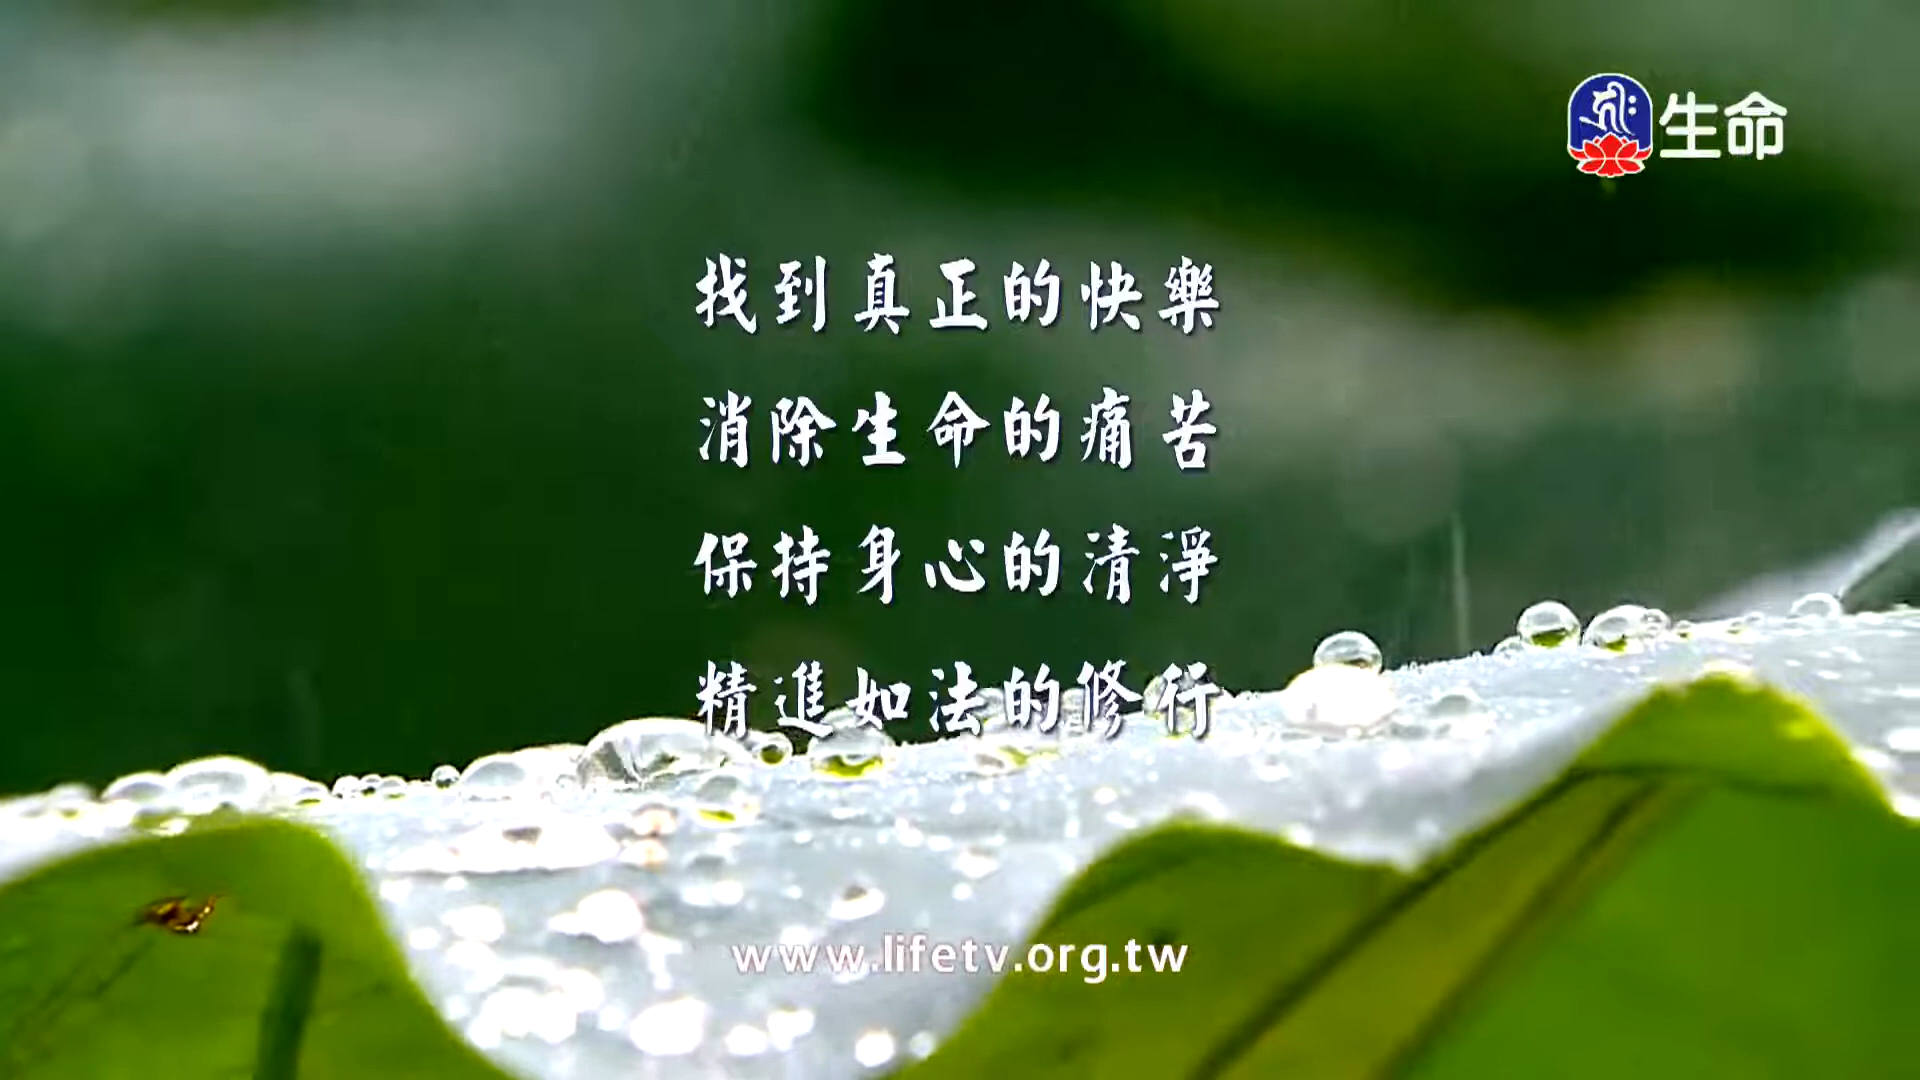 生命
找到真正的快樂
消除生命的痛苦
保持身心的清淨
精進如法的修行
www.lifetv.org.tw